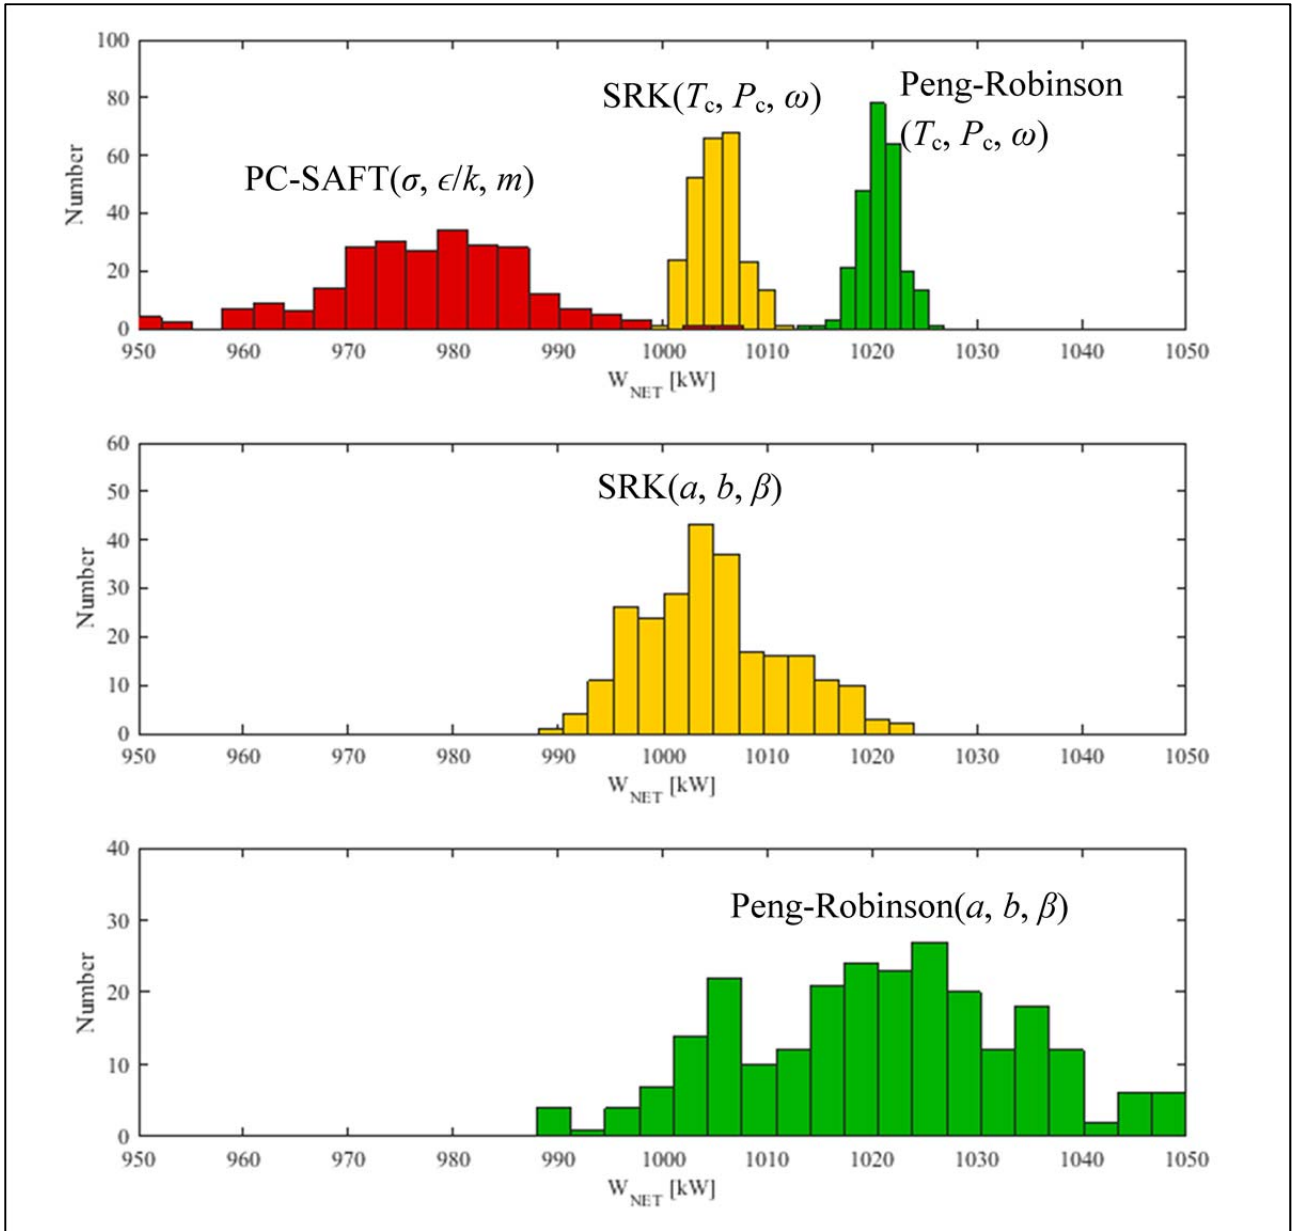 100
80
60
40
20
0
Number
PC-SAFT(σ, ϵ/k, m)
SRK(Tc, Pc, ω)
Peng-Robinson
(Tc, Pc, ω)
950 960 970 980 990 1000 1010 1020 1030 1040 1050
WNET [kW]
60
50
40
30
20
10
0
Number
SRK(a, b, β)
950 960 970 980 990 1000 1010 1020 1030 1040 1050
WNET [kW]
40
30
20
10
0
Number
Peng-Robinson(a, b, β)
950 960 970 980 990 1000 1010 1020 1030 1040 1050
WNET [kW]